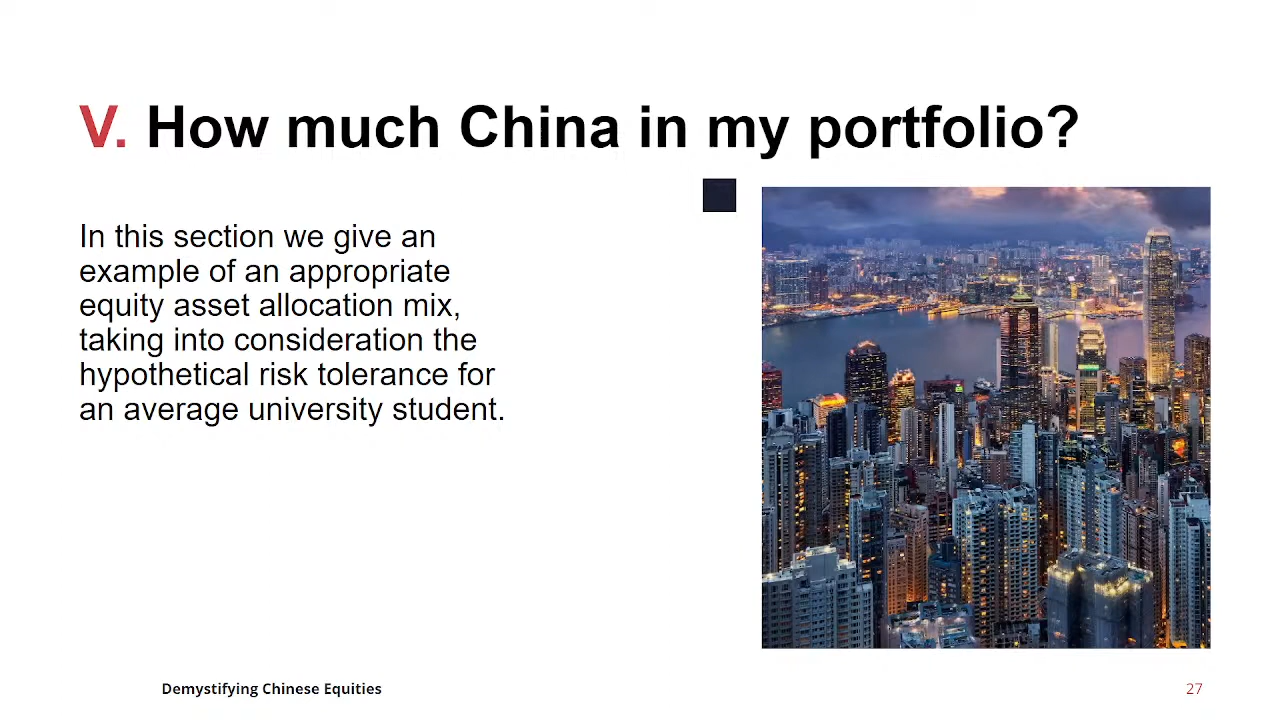 V. How much China in my portfolio?
In this section we give an
example of an appropriate
equity asset allocation mix,
taking into consideration the
hypothetical risk tolerance for
an average university student.
Demystifying Chinese Equities
27